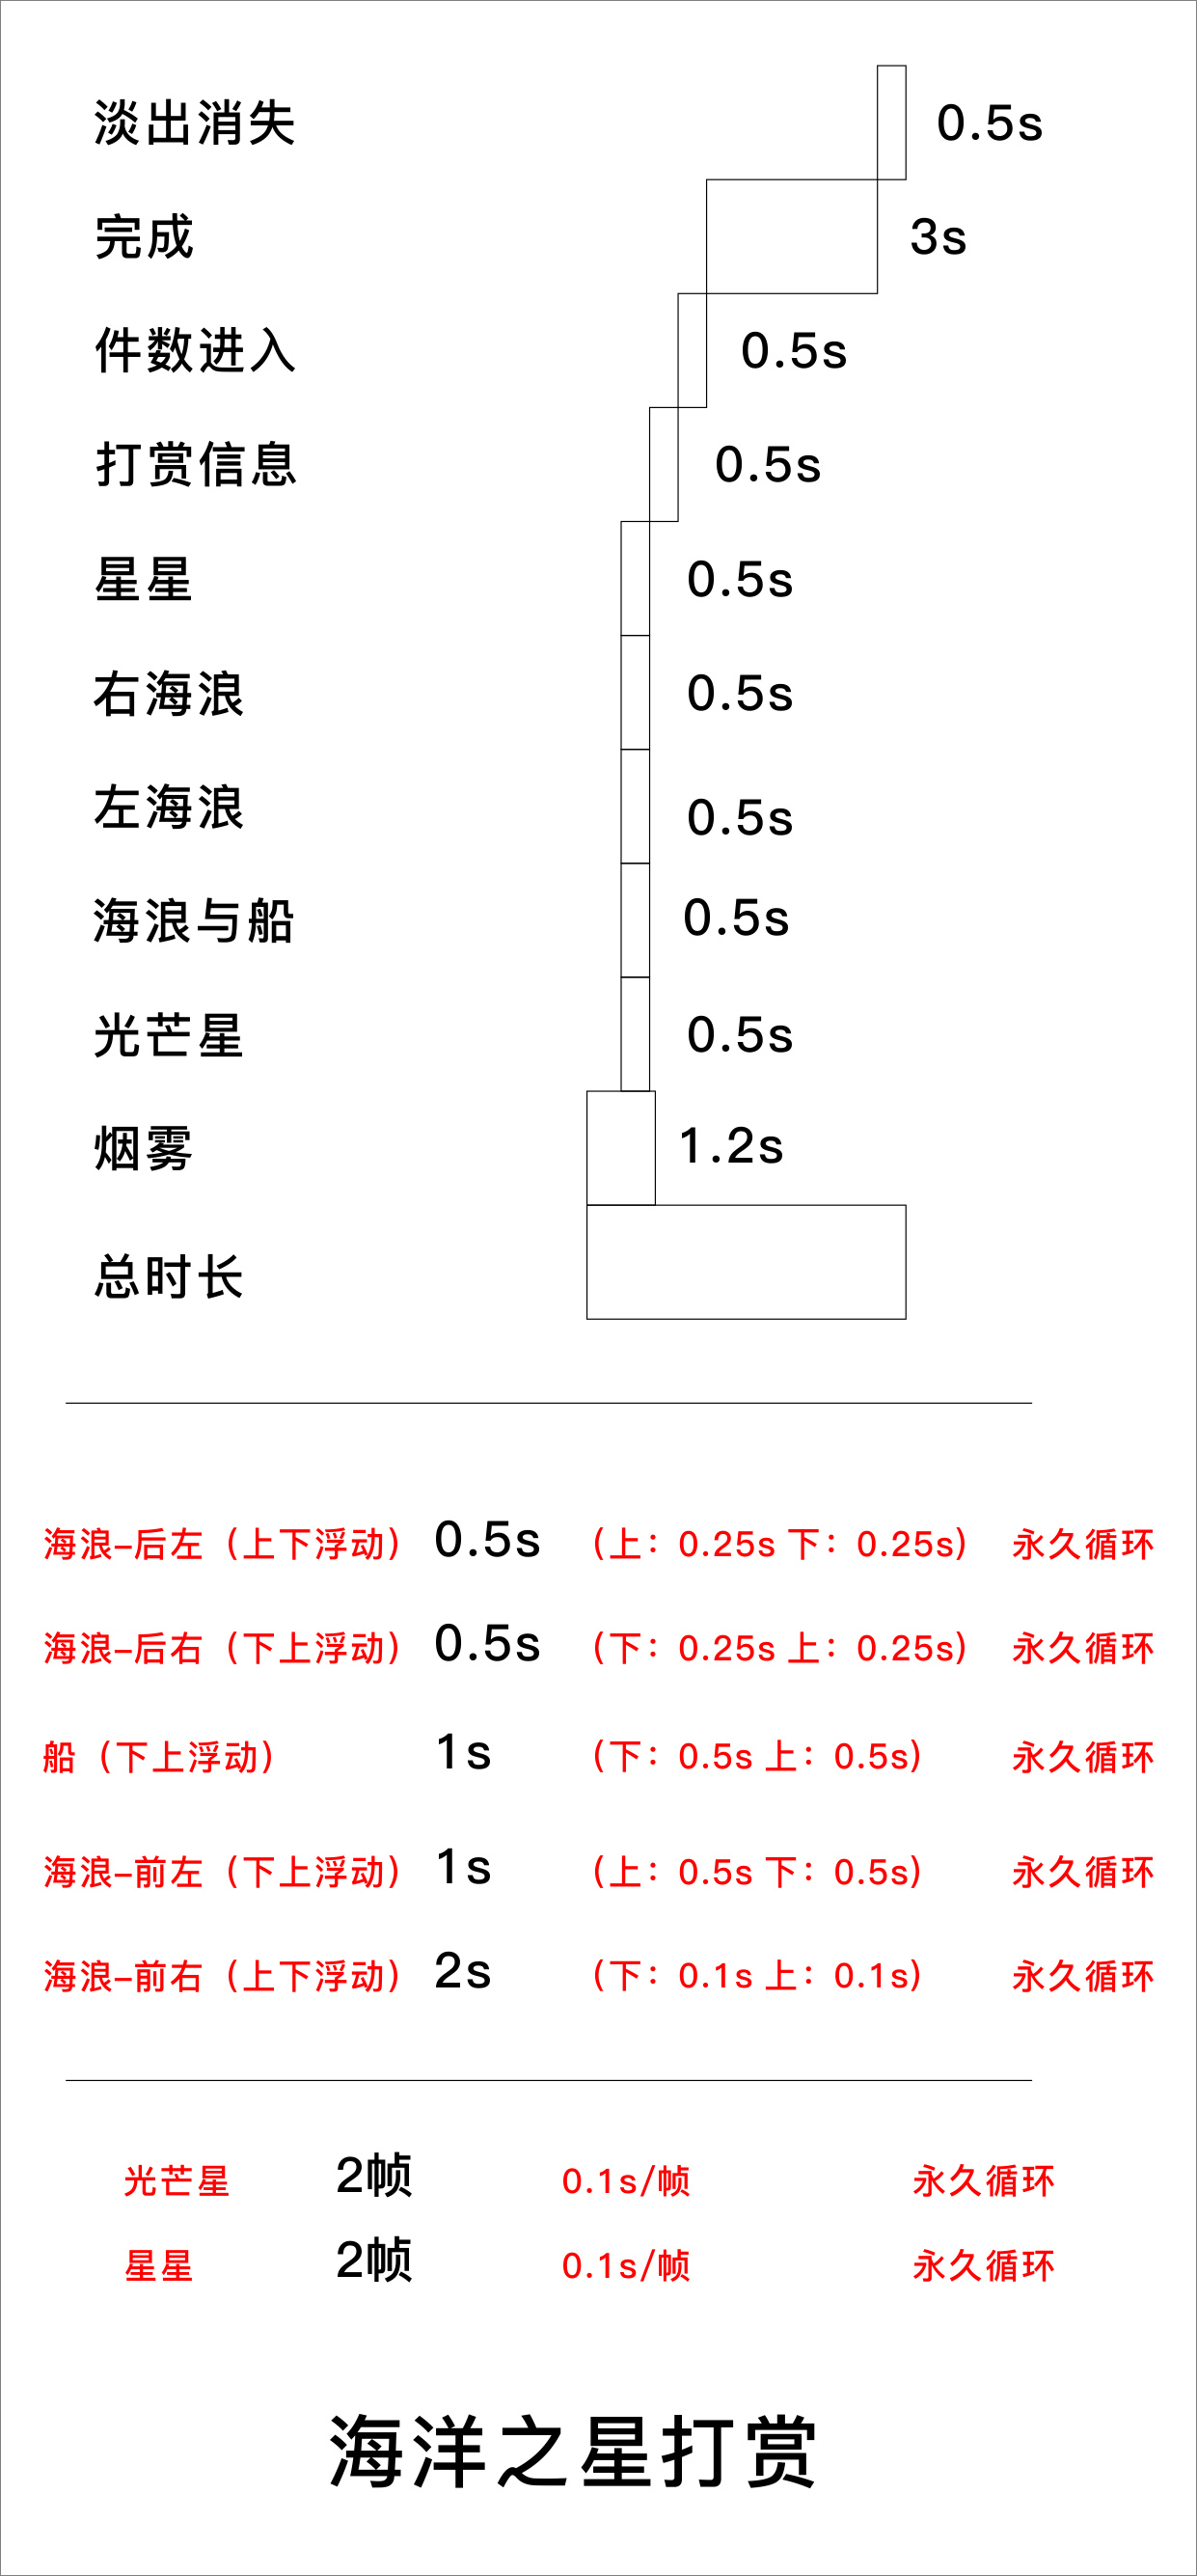 淡出消失 0.5s
完成 3s
件数进入 0.5s
打赏信息 0.5s
星星 0.5s
右海浪 0.5s
左海浪 0.5s
海浪与船 0.5s
光芒星 0.5s
烟雾 1.2s
总时长
海浪-后左（上下浮动） 0.5s （上：0.25s 下：0.25s） 永久循环
海浪-后右（下上浮动） 0.5s （下：0.25s 上：0.25s） 永久循环
船（下上浮动） 1s （下：0.5s 上：0.5s） 永久循环
海浪-前左（下上浮动） 1s （上：0.5s 下：0.5s） 永久循环
海浪-前右（上下浮动） 2s （下：0.1s 上：0.1s） 永久循环
光芒星 2帧 0.1s/帧 永久循环
星星 2帧 0.1s/帧 永久循环
海洋之星打赏